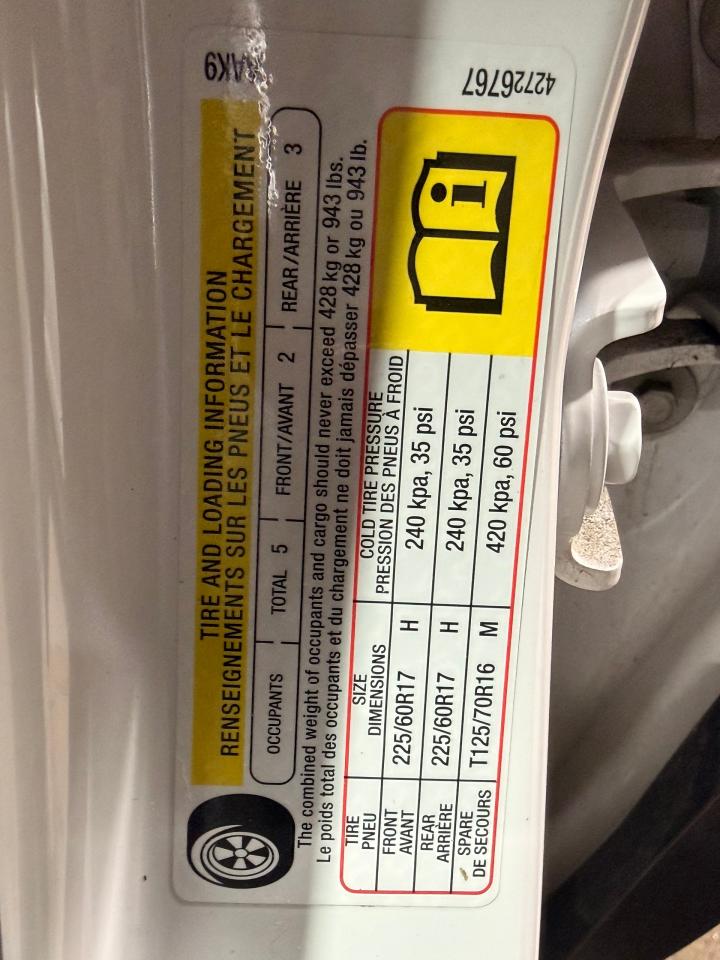 42726767
AK9
TIRE AND LOADING INFORMATION
RENSEIGNEMENTS SUR LES PNEUS ET LE CHARGEMENT
OCCUPANTS TOTAL 5 FRONT/AVANT 2 REAR/ARRIÈRE 3
The combined weight of occupants and cargo should never exceed 428 kg or 943 lbs.
Le poids total des occupants et du chargement ne doit jamais dépasser 428 kg ou 943 lb.
TIRE SIZE COLD TIRE PRESSURE
PNEU DIMENSIONS PRESSION DES PNEUS À FROID
FRONT
AVANT 225/60R17 H 240 kpa, 35 psi
REAR
ARRIÈRE 225/60R17 H 240 kpa, 35 psi
SPARE
DE SECOURS T125/70R16 M 420 kpa, 60 psi